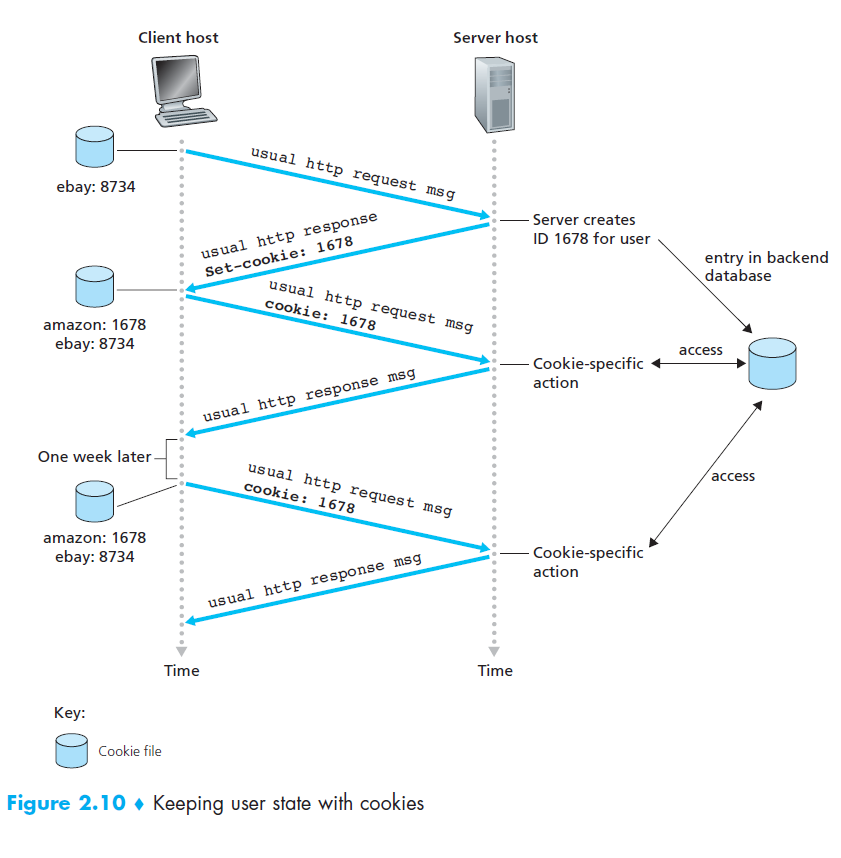 Client host
Server host
usual http request msg
ebay: 8734
Server creates
ID 1678 for user
entry in backend
database
usual http response
Set-cookie: 1678
usual http request msg
cookie: 1678
amazon: 1678
ebay: 8734
access
Cookie-specific
action
usual http response msg
One week later
usual http request msg
cookie: 1678
access
amazon: 1678
ebay: 8734
Cookie-specific
action
usual http response msg
Time
Time
Key:
Cookie file
Figure 2.10 ♦ Keeping user state with cookies